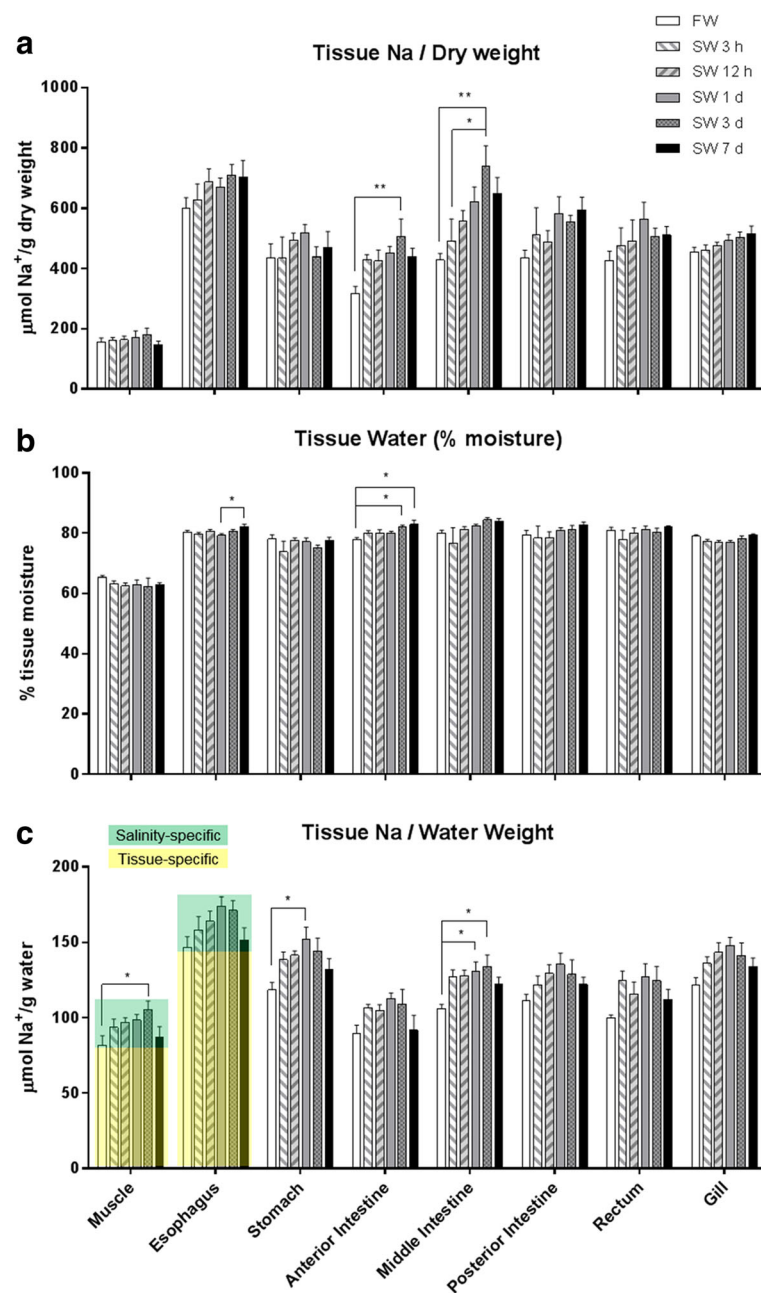 FW
SW 3 h
SW 12 h
SW 1 d
SW 3 d
SW 7 d
a
Tissue Na / Dry weight
µmol Na⁺/g dry weight
1000
800
600
400
200
0
**
**
*
b
Tissue Water (% moisture)
% tissue moisture
100
80
60
40
20
0
*
*
*
c
Tissue Na / Water Weight
Salinity-specific
Tissue-specific
µmol Na⁺/g water
200
150
100
50
0
*
*
*
*
Muscle
Esophagus
Stomach
Anterior Intestine
Middle Intestine
Posterior Intestine
Rectum
Gill